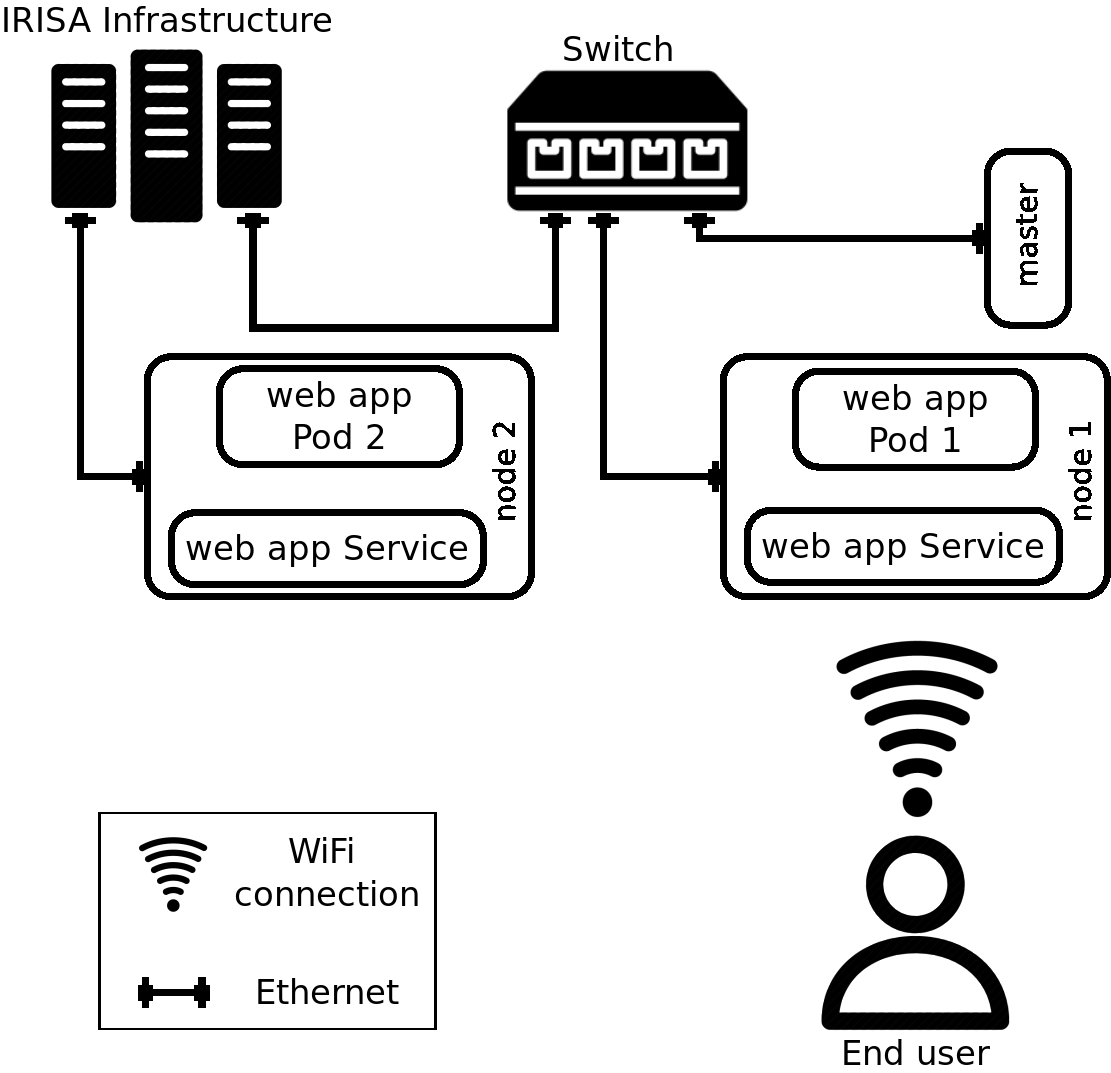 IRISA Infrastructure
Switch
master
web app
Pod 2
node 2
web app Service
web app
Pod 1
node 1
web app Service
WiFi
connection
Ethernet
End user